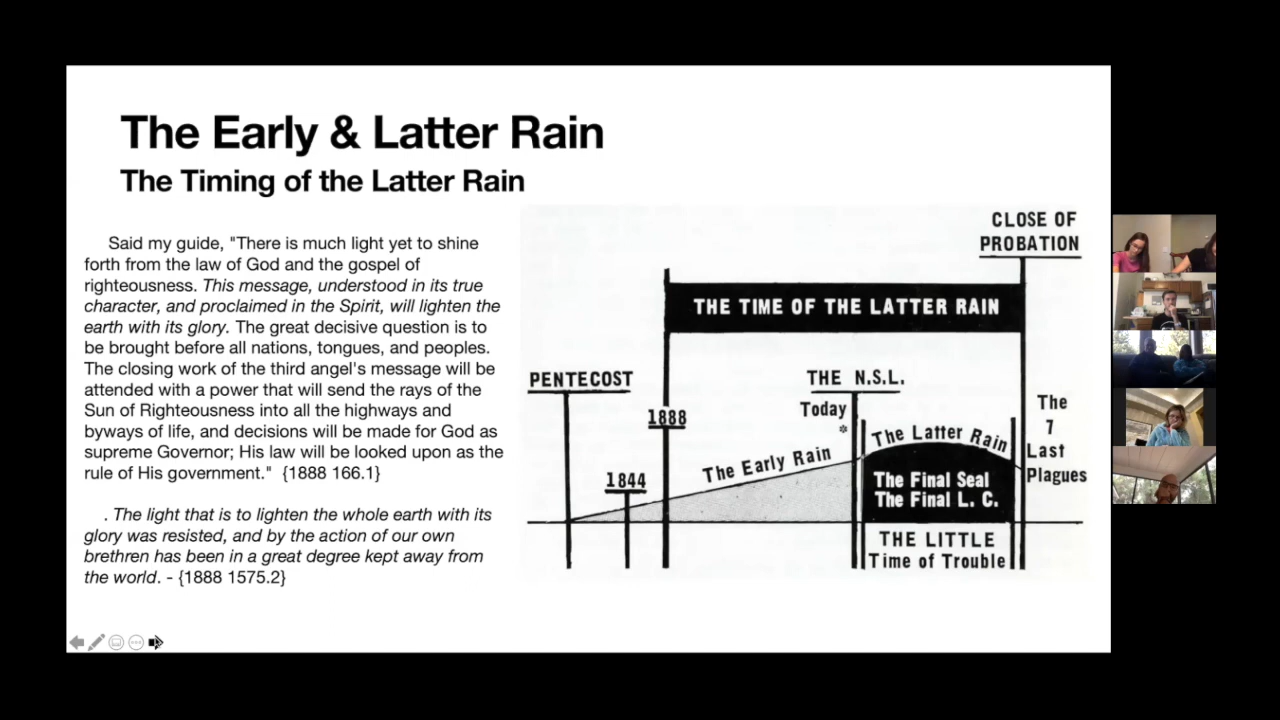 The Early & Latter Rain
The Timing of the Latter Rain
Said my guide, "There is much light yet to shine
forth from the law of God and the gospel of
righteousness. This message, understood in its true
character, and proclaimed in the Spirit, will lighten the
earth with its glory. The great decisive question is to
be brought before all nations, tongues, and peoples.
The closing work of the third angel's message will be
attended with a power that will send the rays of the
Sun of Righteousness into all the highways and
byways of life, and decisions will be made for God as
supreme Governor; His law will be looked upon as the
rule of His government." {1888 166.1}
. The light that is to lighten the whole earth with its
glory was resisted, and by the action of our own
brethren has been in a great degree kept away from
the world. - {1888 1575.2}
CLOSE OF
PROBATION
THE TIME OF THE LATTER RAIN
PENTECOST
THE N.S.L.
1888
Today
*
The
7
Last
Plagues
The Latter Rain
The Early Rain
1844
The Final Seal
The Final L. C.
THE LITTLE
Time of Trouble